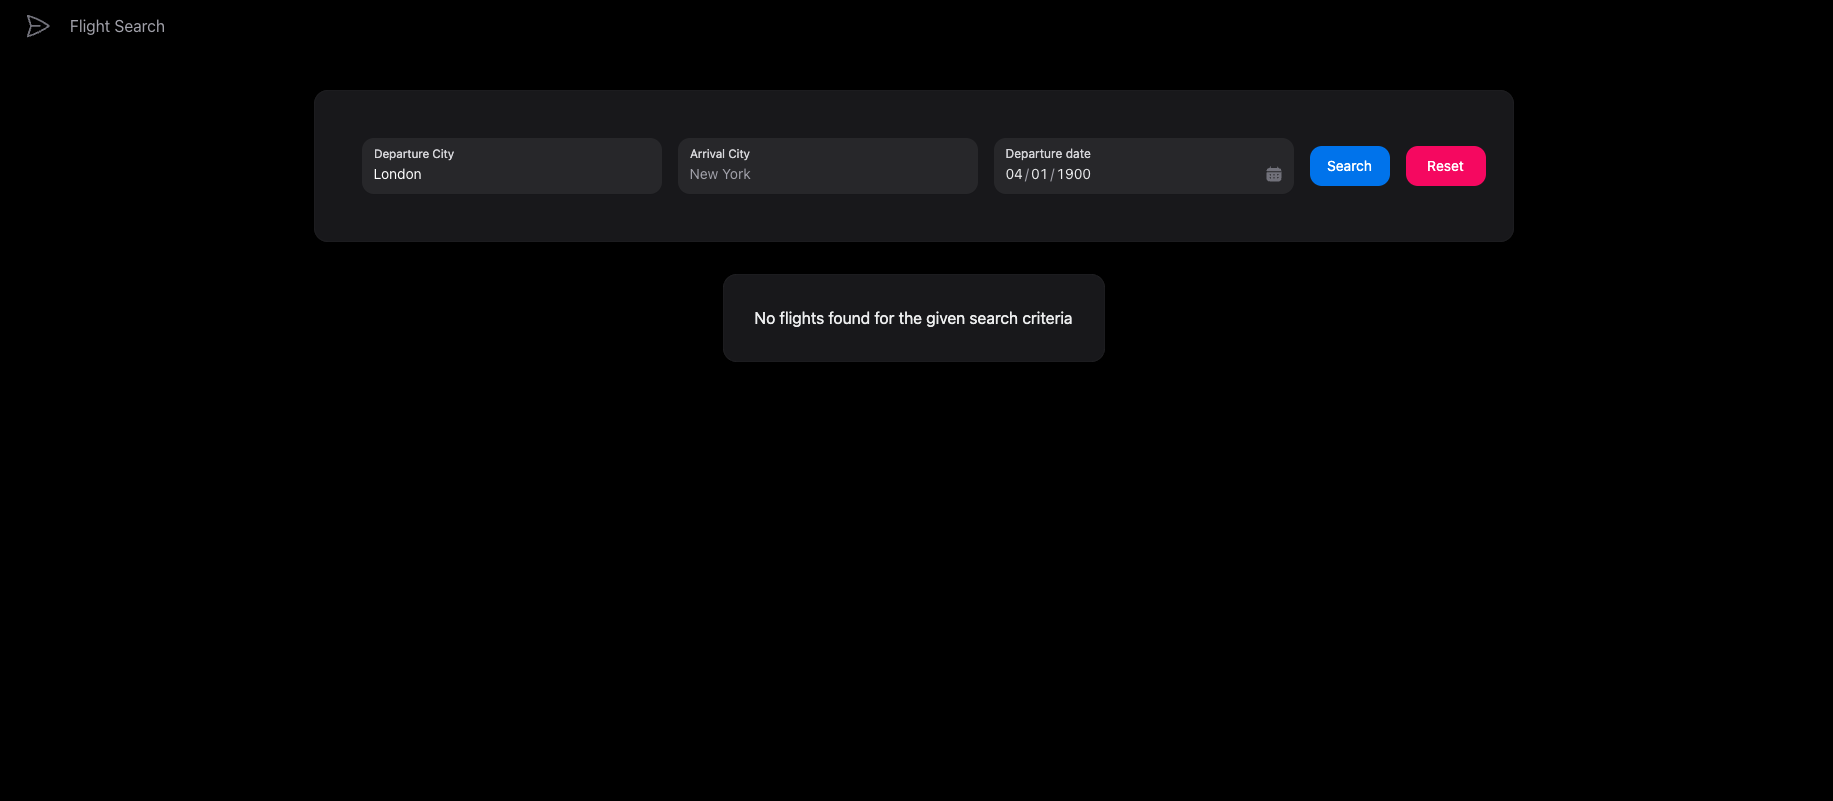 Flight Search
Departure City
London
Arrival City
New York
Departure date
04/01/1900
Search
Reset
No flights found for the given search criteria